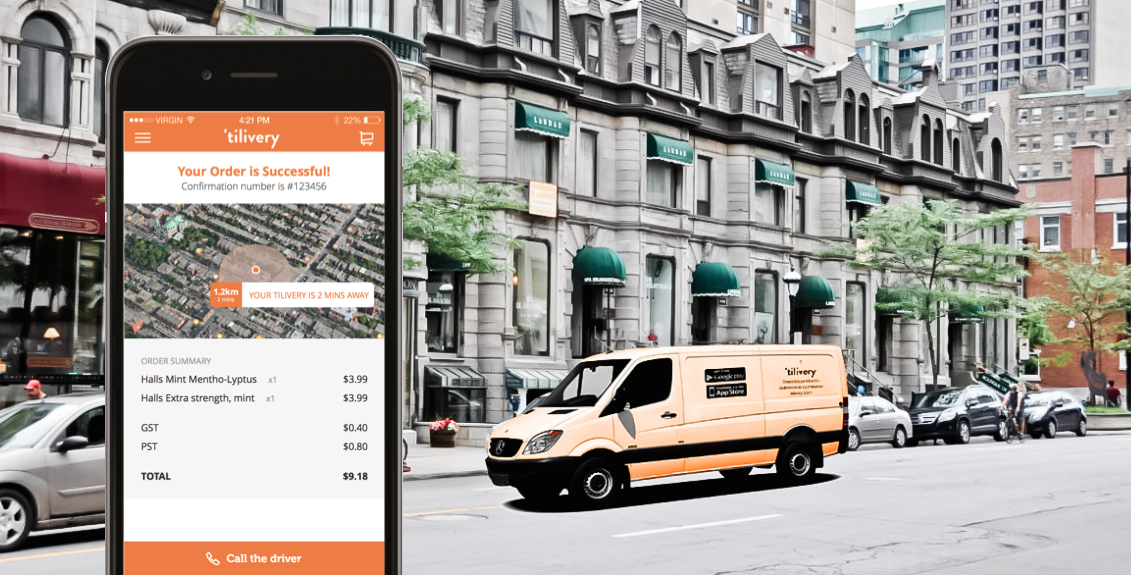 VIRGIN
4:21 PM
22%
'tilivery
Your Order is Successful!
Confirmation number is #123456
1.2km
2 mins
YOUR TILIVERY IS 2 MINS AWAY
ORDER SUMMARY
Halls Mint Mentho-Lyptus x1 $3.99
Halls Extra strength, mint x1 $3.99
GST $0.40
PST $0.80
TOTAL $9.18
Call the driver
Google play
App Store
'tilivery